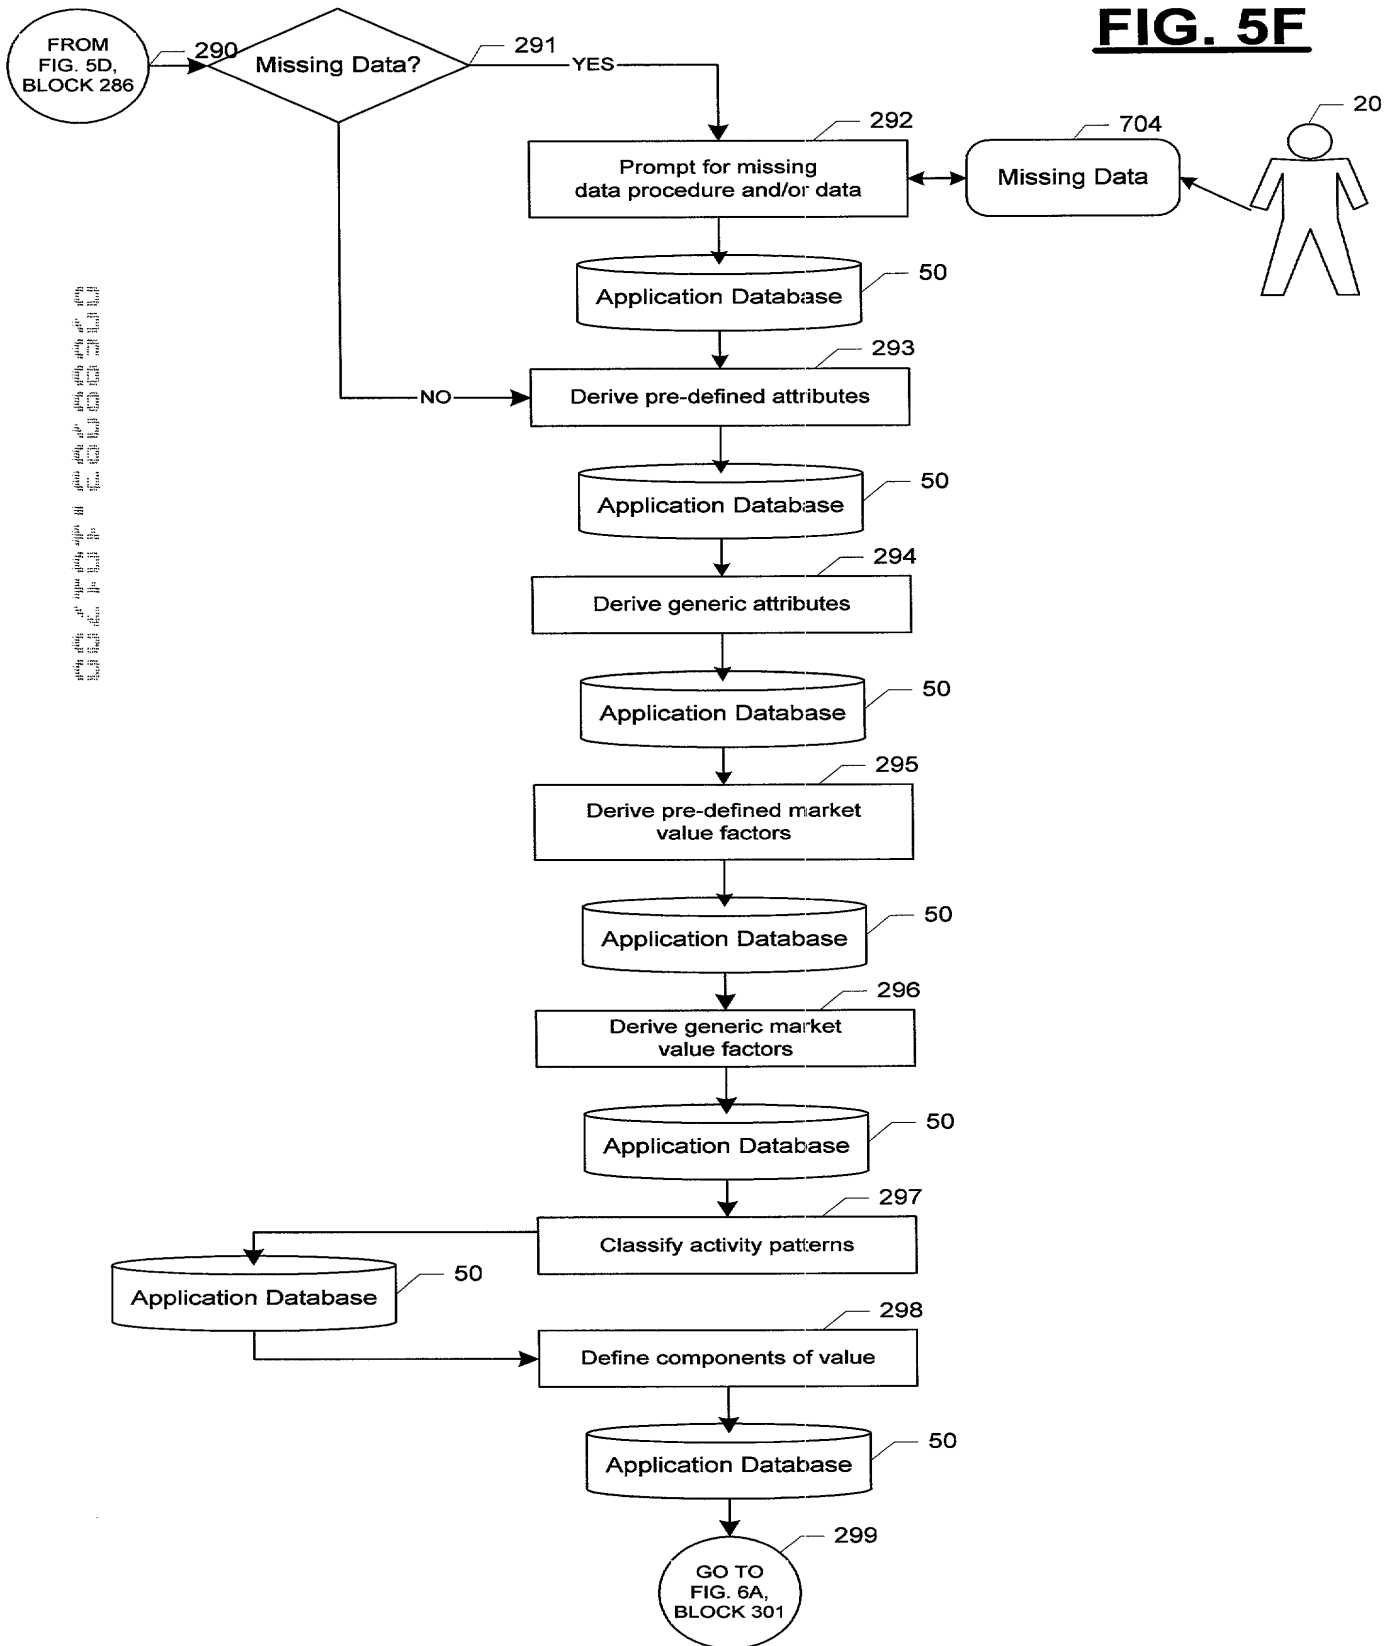 FIG. 5F
FROM
FIG. 5D,
BLOCK 286
290
Missing Data?
291
YES
292
Prompt for missing
data procedure and/or data
704
Missing Data
20
Application Database
50
293
NO
Derive pre-defined attributes
Application Database
50
294
Derive generic attributes
Application Database
50
295
Derive pre-defined market
value factors
Application Database
50
296
Derive generic market
value factors
Application Database
50
297
Classify activity patterns
Application Database
50
298
Define components of value
Application Database
50
299
GO TO
FIG. 6A,
BLOCK 301